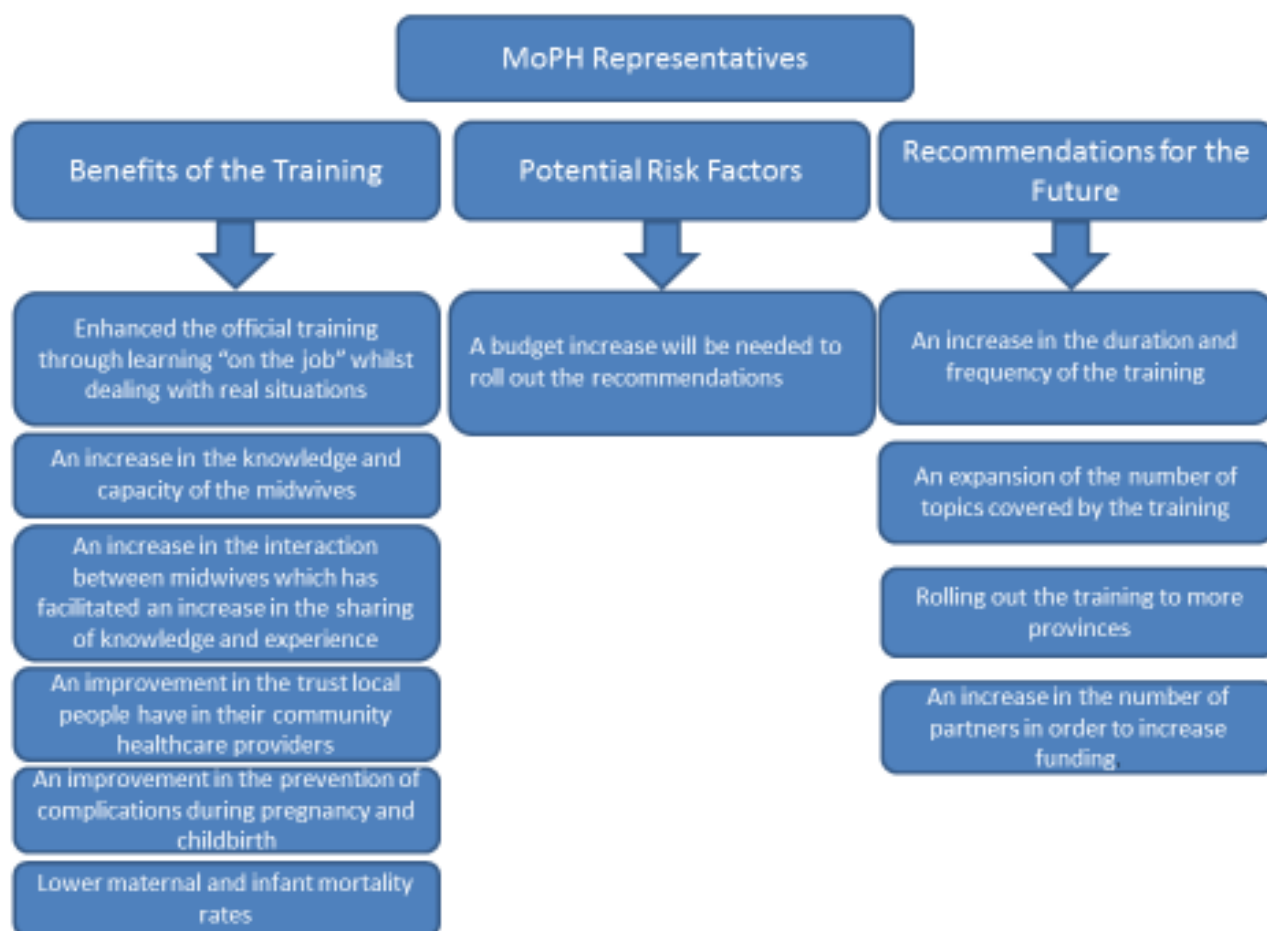 MoPH Representatives
Benefits of the Training
Enhanced the official training
through learning "on the job" whilst
dealing with real situations
An increase in the knowledge and
capacity of the midwives
An increase in the interaction
between midwives which has
facilitated an increase in the sharing
of knowledge and experience
An improvement in the trust local
people have in their community
healthcare providers
An improvement in the prevention of
complications during pregnancy and
childbirth
Lower maternal and infant mortality
rates
Potential Risk Factors
A budget increase will be needed to
roll out the recommendations
Recommendations for the
Future
An increase in the duration and
frequency of the training
An expansion of the number of
topics covered by the training
Rolling out the training to more
provinces
An increase in the number of
partners in order to increase
funding.